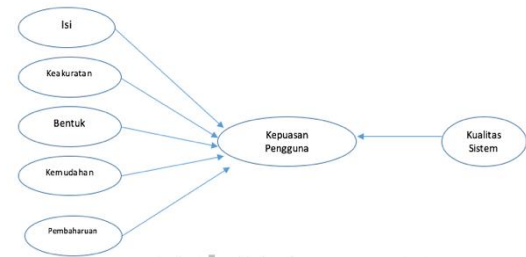 Isi
Keakuratan
Bentuk
Kemudahan
Pembaharuan
Kepuasan
Pengguna
Kualitas
Sistem